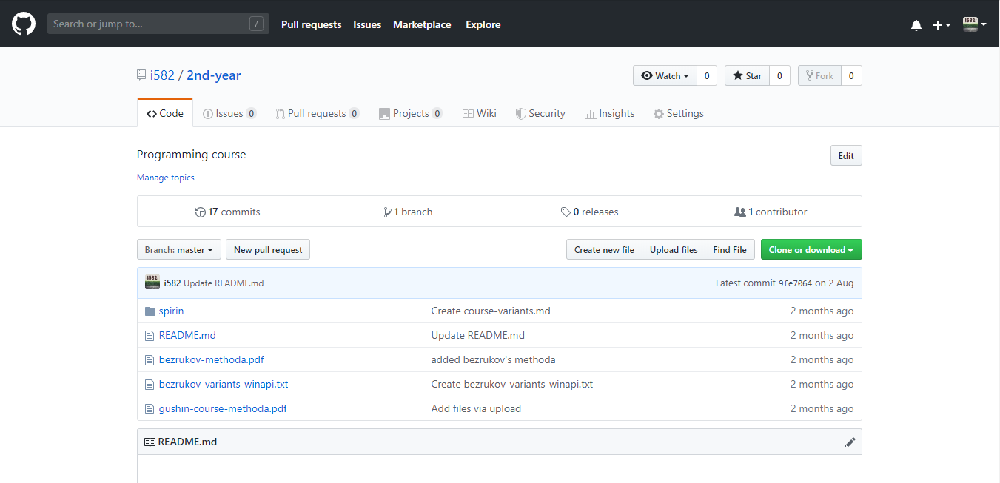 Search or jump to... / Pull requests Issues Marketplace Explore
i582 / 2nd-year Watch 0 Star 0 Fork 0
Code Issues 0 Pull requests 0 Projects 0 Wiki Security Insights Settings
Programming course Edit
Manage topics
17 commits 1 branch 0 releases 1 contributor
Branch: master New pull request Create new file Upload files Find File Clone or download
i582 Update README.md Latest commit 9fe7064 on 2 Aug
spirin Create course-variants.md 2 months ago
README.md Update README.md 2 months ago
bezrukov-methoda.pdf added bezrukov's methoda 2 months ago
bezrukov-variants-winapi.txt Create bezrukov-variants-winapi.txt 2 months ago
gushin-course-methoda.pdf Add files via upload 2 months ago
README.md